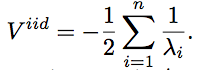 $V^{iid} = -\frac{1}{2} \sum_{i=1}^{n} \frac{1}{\lambda_i}.$